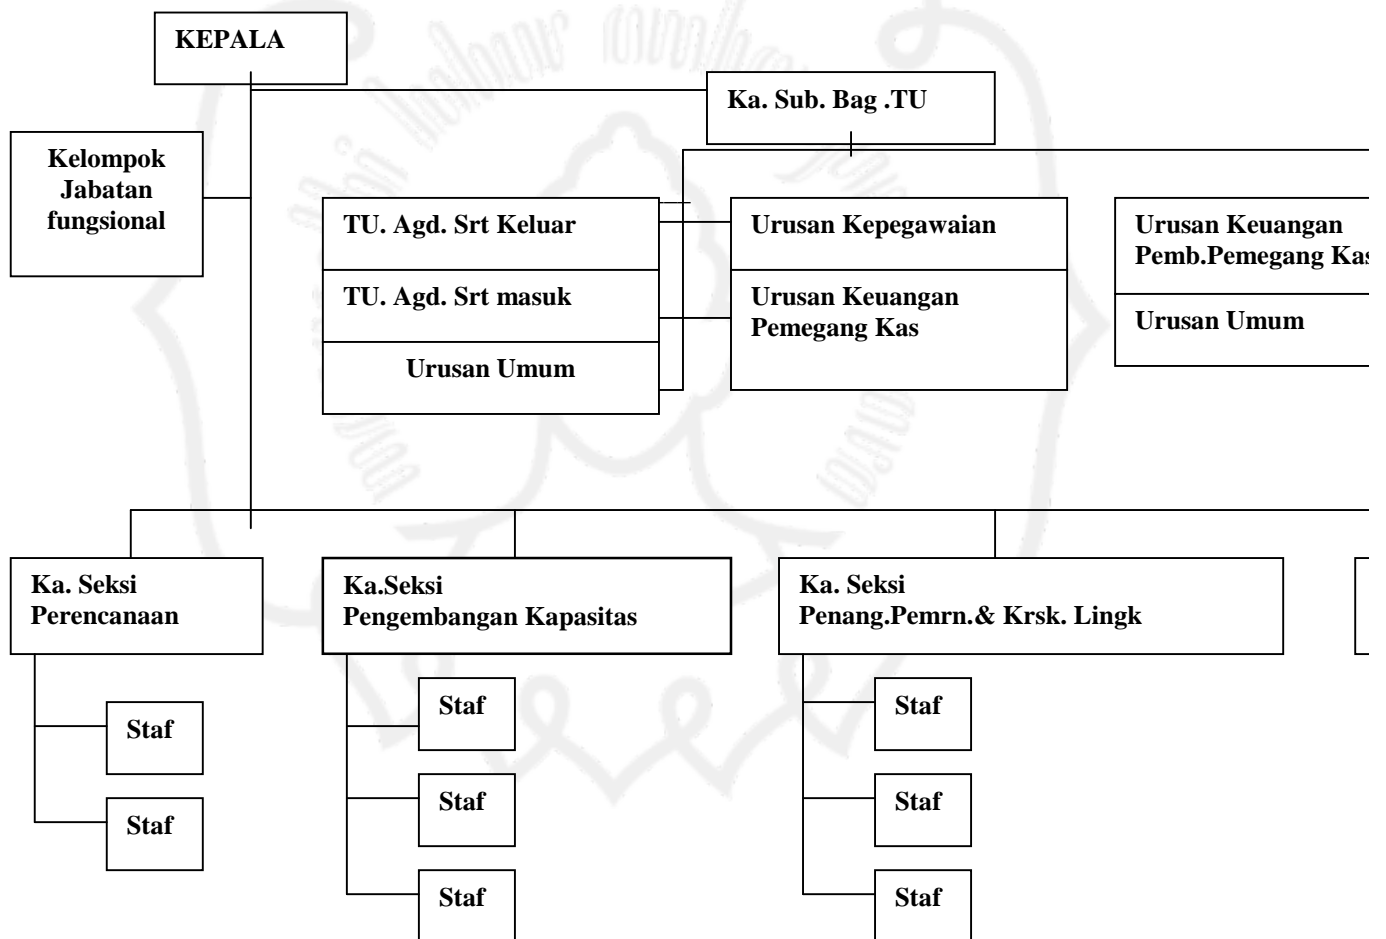 KEPALA
Ka. Sub. Bag .TU
Kelompok
Jabatan
fungsional
TU. Agd. Srt Keluar
TU. Agd. Srt masuk
Urusan Umum
Urusan Kepegawaian
Urusan Keuangan
Pemegang Kas
Urusan Keuangan
Pemb.Pemegang Kas
Urusan Umum
Ka. Seksi
Perencanaan
Ka.Seksi
Pengembangan Kapasitas
Ka. Seksi
Penang.Pemrn.& Krsk. Lingk
Staf
Staf
Staf
Staf
Staf
Staf
Staf
Staf